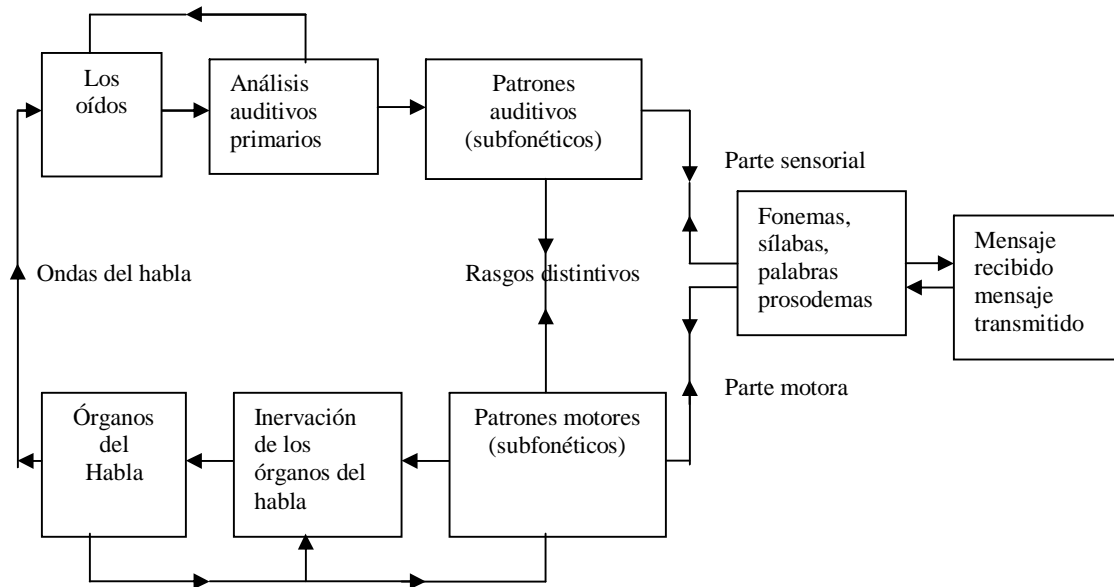 Los
oídos
Análisis
auditivos
primarios
Patrones
auditivos
(subfonéticos)
Parte sensorial
Fonemas,
sílabas,
palabras
prosodemas
Mensaje
recibido
mensaje
transmitido
Ondas del habla
Rasgos distintivos
Parte motora
Órganos
del
Habla
Inervación
de los
órganos del
habla
Patrones motores
(subfonéticos)